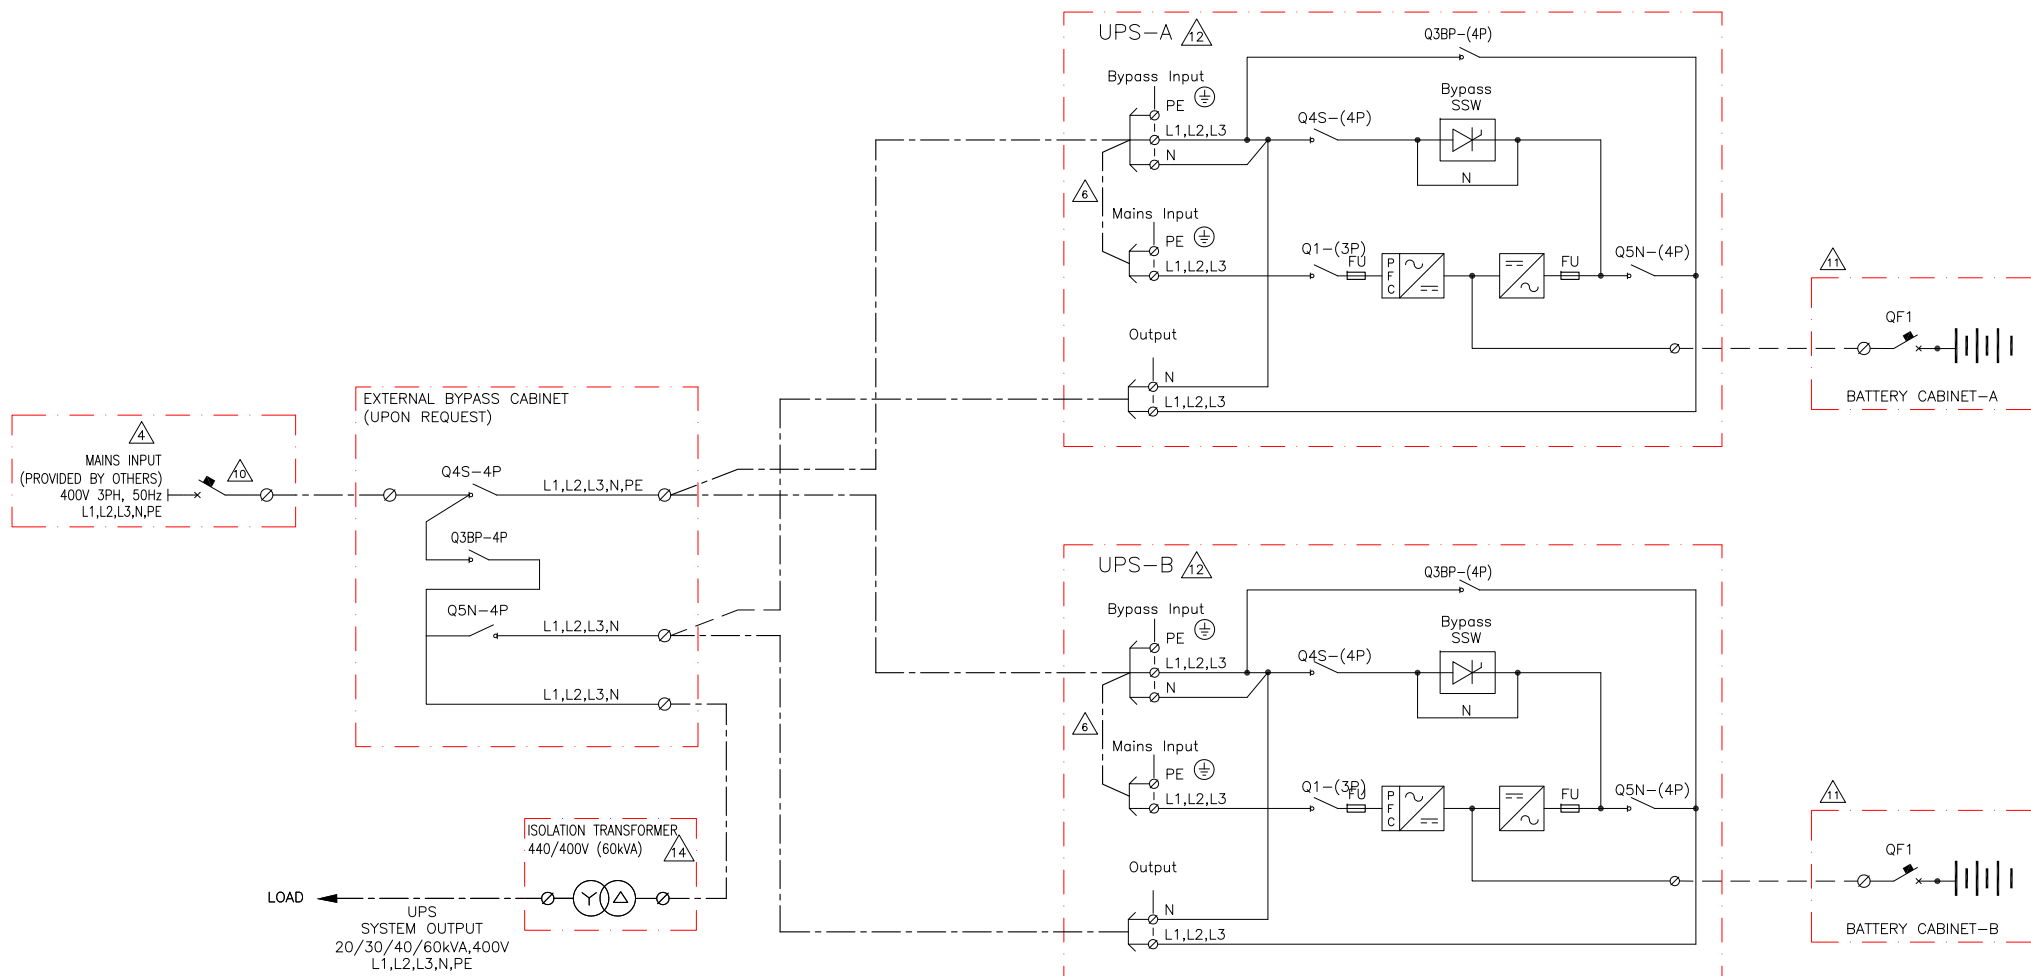 UPS-A 12
Q3BP-(4P)
Bypass Input
PE
L1,L2,L3
N
Q4S-(4P)
Bypass
SSW
N
6
Mains Input
PE
L1,L2,L3
Q1-(3P)
FU
P
F
C
FU
Q5N-(4P)
Output
N
L1,L2,L3
11
QF1
BATTERY CABINET-A
EXTERNAL BYPASS CABINET
(UPON REQUEST)
4
MAINS INPUT
(PROVIDED BY OTHERS)
400V 3PH, 50Hz
L1,L2,L3,N,PE
10
Q4S-4P
L1,L2,L3,N,PE
Q3BP-4P
Q5N-4P
L1,L2,L3,N
L1,L2,L3,N
UPS-B 12
Q3BP-(4P)
Bypass Input
PE
L1,L2,L3
N
Q4S-(4P)
Bypass
SSW
N
6
Mains Input
PE
L1,L2,L3
Q1-(3P)
FU
P
F
C
FU
Q5N-(4P)
Output
N
L1,L2,L3
11
QF1
BATTERY CABINET-B
ISOLATION TRANSFORMER
440/400V (60kVA)
14
LOAD
UPS
SYSTEM OUTPUT
20/30/40/60kVA,400V
L1,L2,L3,N,PE